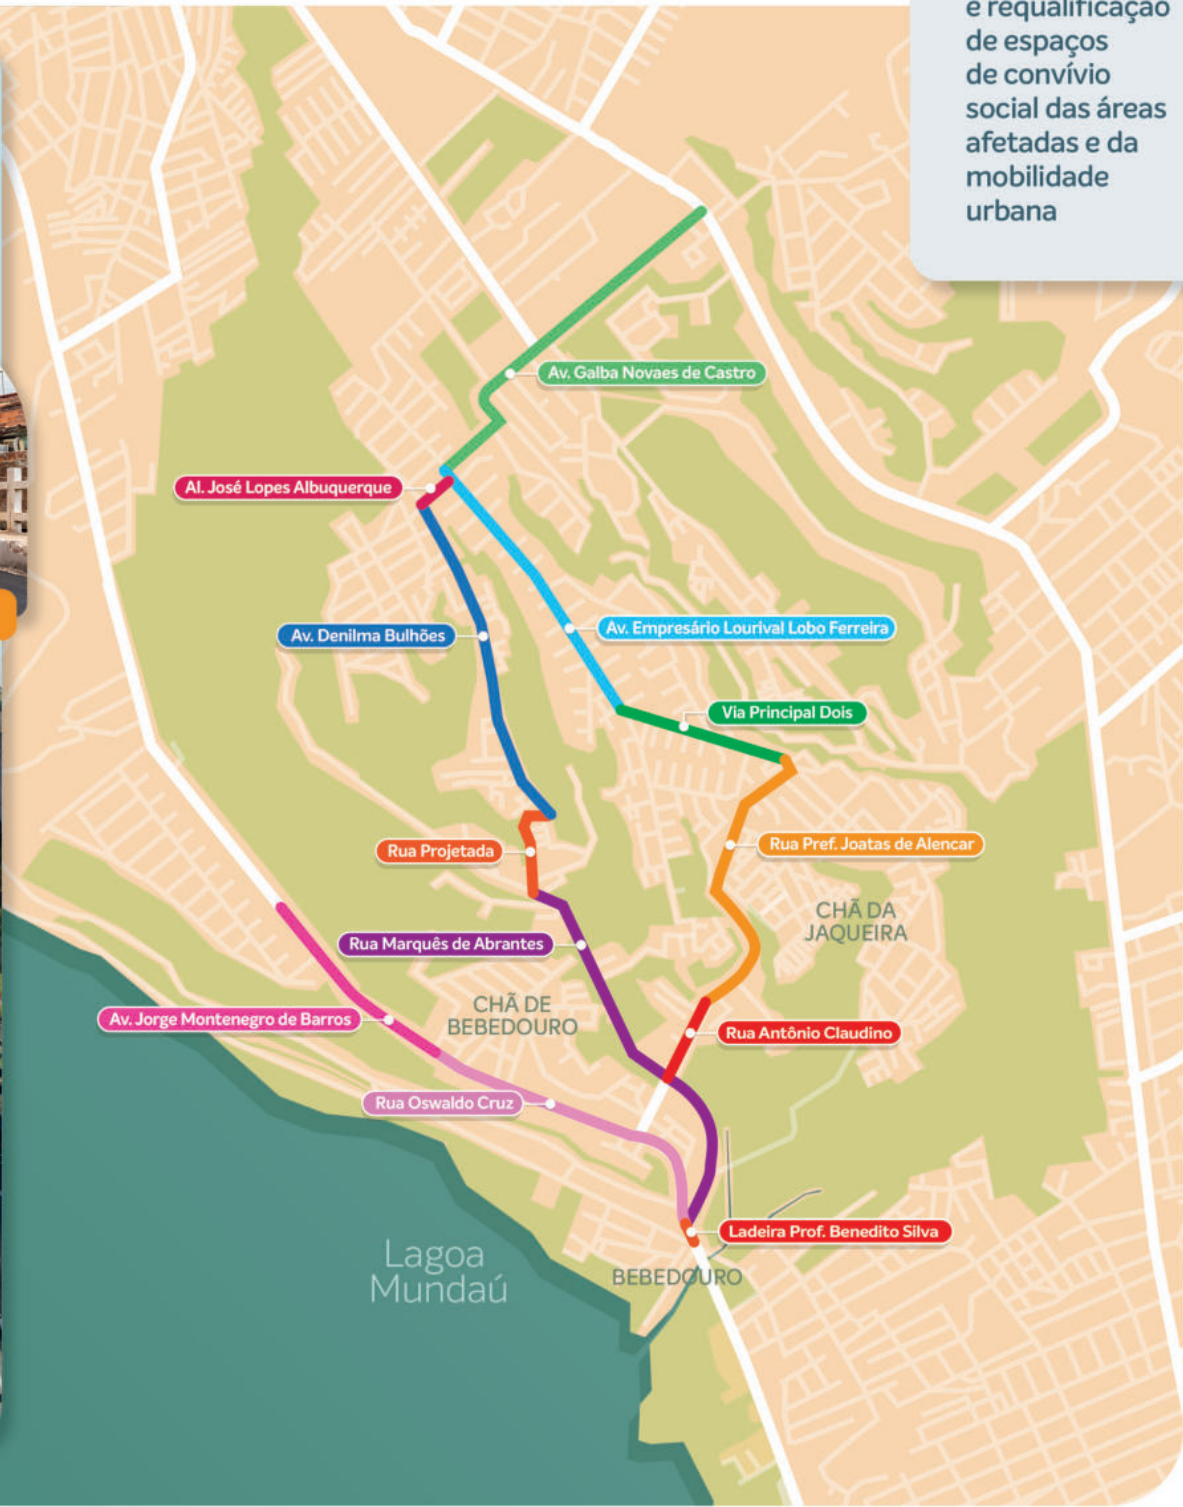 e requalificação
de espaços
de convívio
social das áreas
afetadas e da
mobilidade
urbana
Av. Galba Novaes de Castro
Al. José Lopes Albuquerque
Av. Denilma Bulhões
Av. Empresário Lourival Lobo Ferreira
Via Principal Dois
Rua Projetada
Rua Pref. Joatas de Alencar
CHÃ DA
JAQUEIRA
Rua Marquês de Abrantes
CHÃ DE
BEBEDOURO
Av. Jorge Montenegro de Barros
Rua Antônio Claudino
Rua Oswaldo Cruz
Ladeira Prof. Benedito Silva
Lagoa
Mundaú
BEBEDOURO